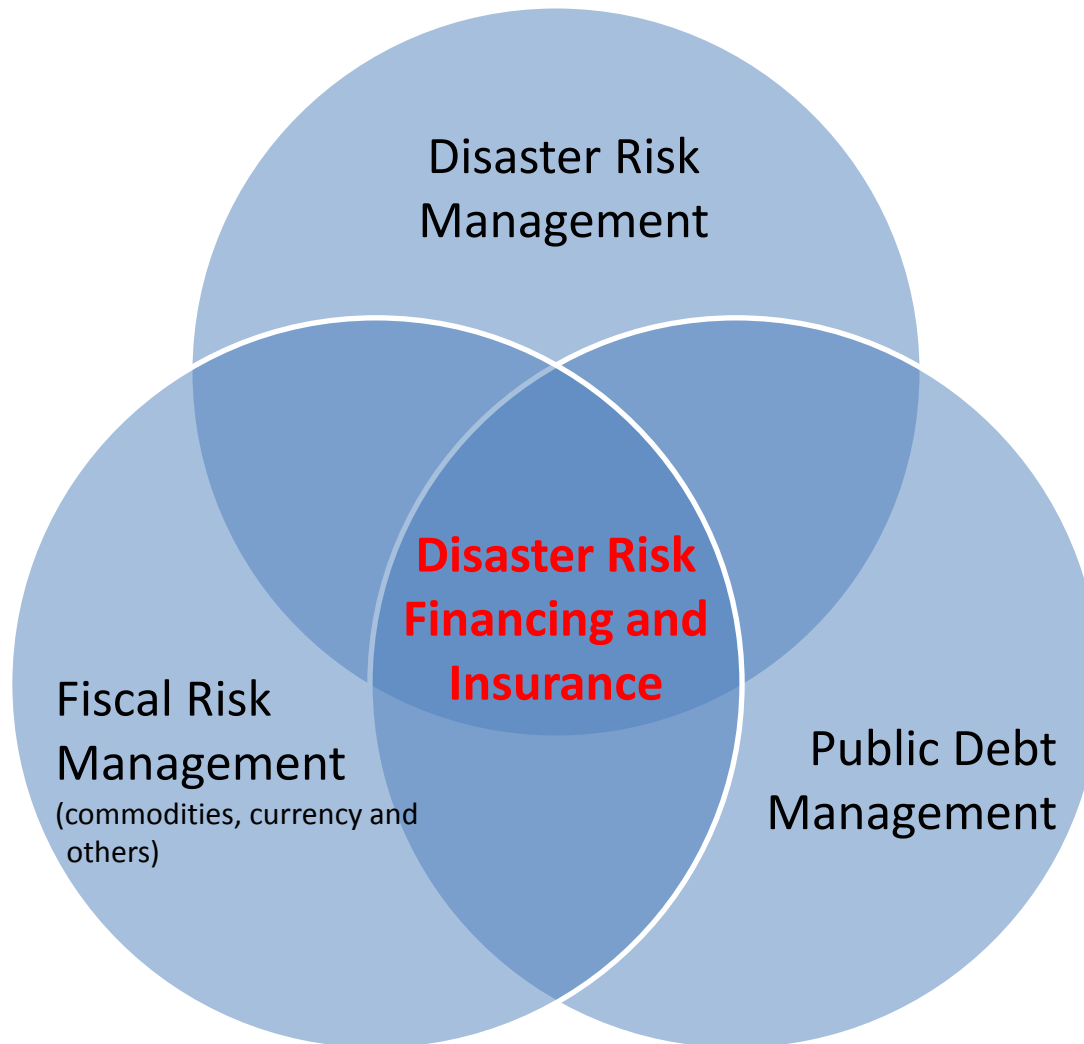 Disaster Risk
Management
Disaster Risk
Financing and
Insurance
Fiscal Risk
Management
(commodities, currency and
others)
Public Debt
Management